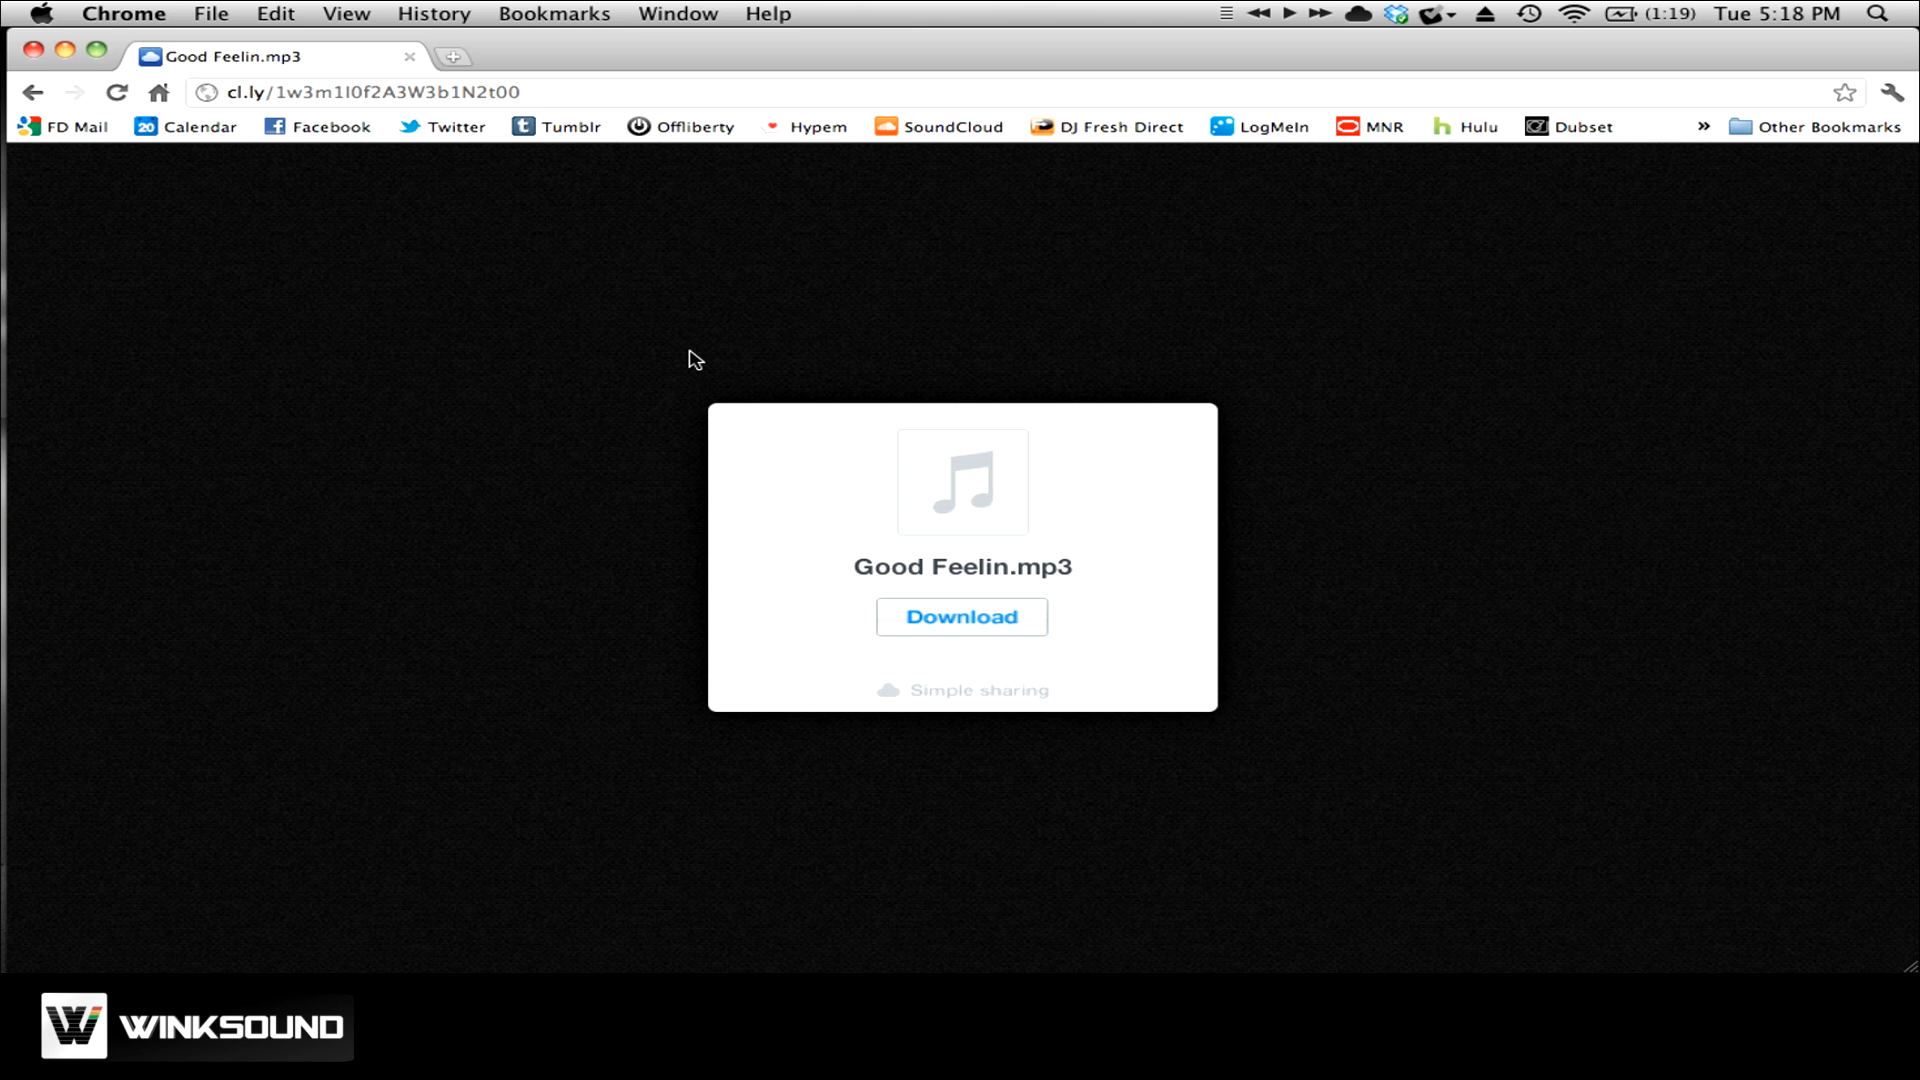 Chrome File Edit View History Bookmarks Window Help (1:19) Tue 5:18 PM
Good Feelin.mp3
cl.ly/1w3m1l0f2A3W3b1N2t00
FD Mail 20 Calendar Facebook Twitter Tumblr Offliberty Hypem SoundCloud DJ Fresh Direct LogMeIn MNR Hulu Dubset » Other Bookmarks
Good Feelin.mp3
Download
Simple sharing
W WINKSOUND